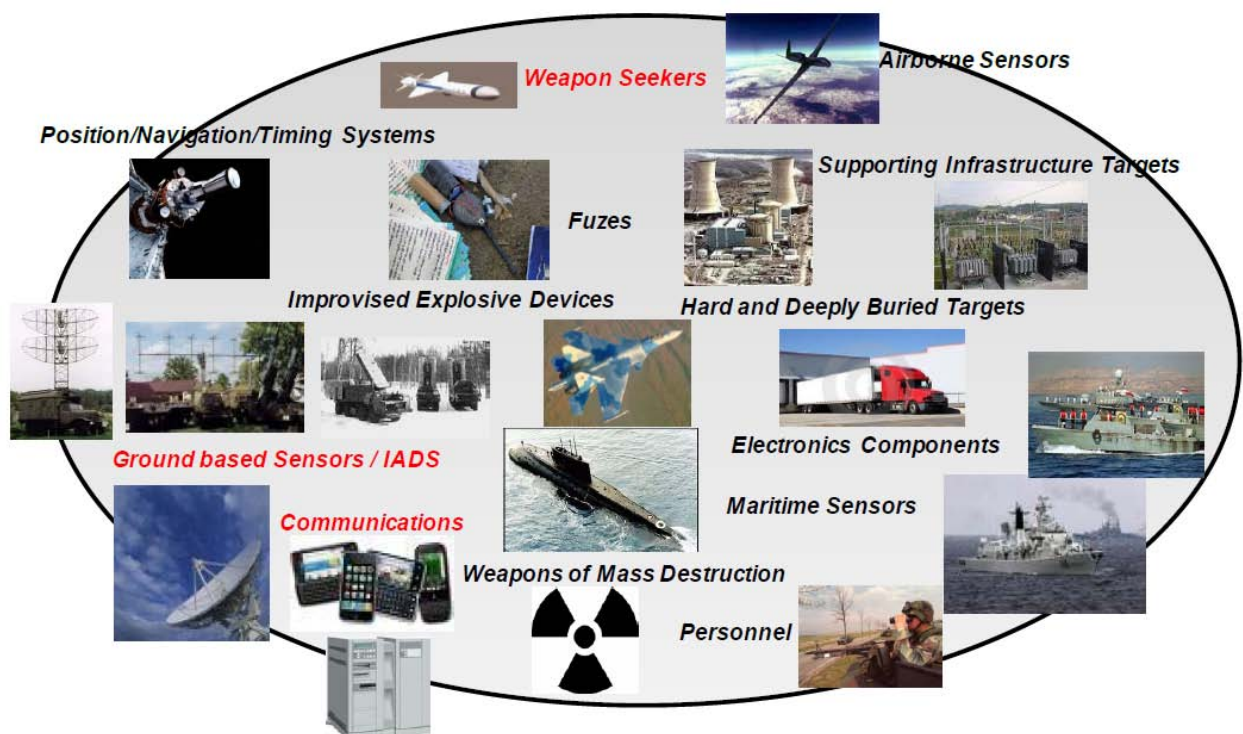 Weapon Seekers
Airborne Sensors
Position/Navigation/Timing Systems
Supporting Infrastructure Targets
Fuzes
Improvised Explosive Devices
Hard and Deeply Buried Targets
Electronics Components
Ground based Sensors / IADS
Maritime Sensors
Communications
Weapons of Mass Destruction
Personnel